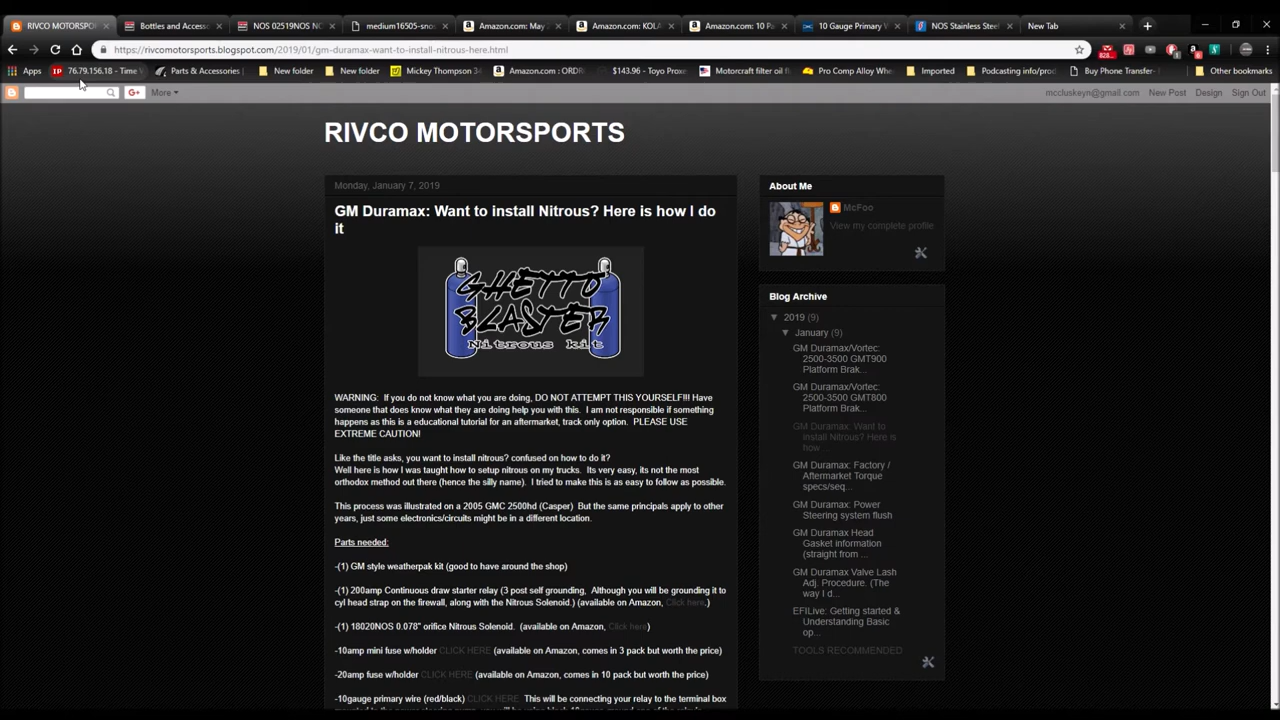 RIVCO MOTORSPO
Bottles and Accesso
NOS 02519NOS NO
medium16505-snos
Amazon.com: May 2
Amazon.com: KOLA
Amazon.com: 10 Pa
10 Gauge Primary W
NOS Stainless Steel
New Tab
https://rivcomotorsports.blogspot.com/2019/01/gm-duramax-want-to-install-nitrous-here.html
Apps
IP 76.79.156.18 - Time W
Parts & Accessories
New folder
New folder
Mickey Thompson 34
Amazon.com : ORDR
$143.96 - Toyo Proxe
Motorcraft filter oil f
Pro Comp Alloy Whe
Imported
Podcasting info/prod
Buy Phone Transfer-
Other bookmarks
G+ More
mccluskeyn@gmail.com New Post Design Sign Out
RIVCO MOTORSPORTS
Monday, January 7, 2019
GM Duramax: Want to install Nitrous? Here is how I do
it
GHETTO
BLASTER
Nitrous kit
WARNING: If you do not know what you are doing, DO NOT ATTEMPT THIS YOURSELF!!! Have
someone that does know what they are doing help you with this. I am not responsible if something
happens as this is a educational tutorial for an aftermarket, track only option. PLEASE USE
EXTREME CAUTION!
Like the title asks, you want to install nitrous? confused on how to do it?
Well here is how I was taught how to setup nitrous on my trucks. Its very easy, its not the most
orthodox method out there (hence the silly name). I tried to make this is as easy to follow as possible.
This process was illustrated on a 2005 GMC 2500hd (Casper) But the same principals apply to other
years, just some electronics/circuits might be in a different location.
Parts needed:
-(1) GM style weatherpak kit (good to have around the shop)
-(1) 200amp Continuous draw starter relay (3 post self grounding, Although you will be grounding it to
cyl head strap on the firewall, along with the Nitrous Solenoid.) (available on Amazon, Click here:)
-(1) 18020NOS 0.078" orifice Nitrous Solenoid. (available on Amazon, Click here)
-10amp mini fuse w/holder CLICK HERE (available on Amazon, comes in 3 pack but worth the price)
-20amp fuse w/holder CLICK HERE (available on Amazon, comes in 10 pack but worth the price)
-10gauge primary wire (red/black) CLICK HERE This will be connecting your relay to the terminal box
About Me
McFoo
View my complete profile
Blog Archive
▼ 2019 (9)
▼ January (9)
GM Duramax/Vortec:
2500-3500 GMT900
Platform Brak...
GM Duramax/Vortec:
2500-3500 GMT800
Platform Brak...
GM Duramax: Want to
install Nitrous? Here is
how ...
GM Duramax: Factory /
Aftermarket Torque
specs/seq...
GM Duramax: Power
Steering system flush
GM Duramax Head
Gasket information
(straight from ...
GM Duramax Valve Lash
Adj. Procedure. (The
way I d...
EFILive: Getting started &
Understanding Basic
op...
TOOLS RECOMMENDED